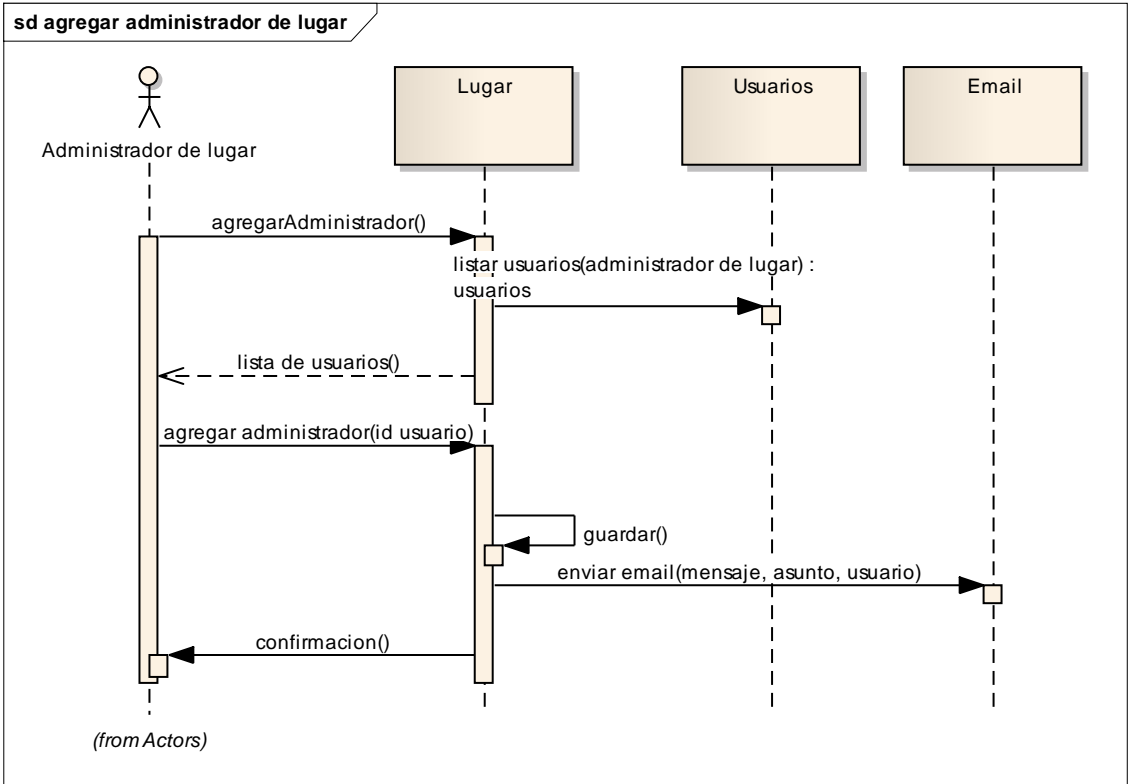 sd agregar administrador de lugar
Administrador de lugar
Lugar
Usuarios
Email
agregarAdministrador()
listar usuarios(administrador de lugar) :
usuarios
lista de usuarios()
agregar administrador(id usuario)
guardar()
enviar email(mensaje, asunto, usuario)
confirmacion()
(from Actors)